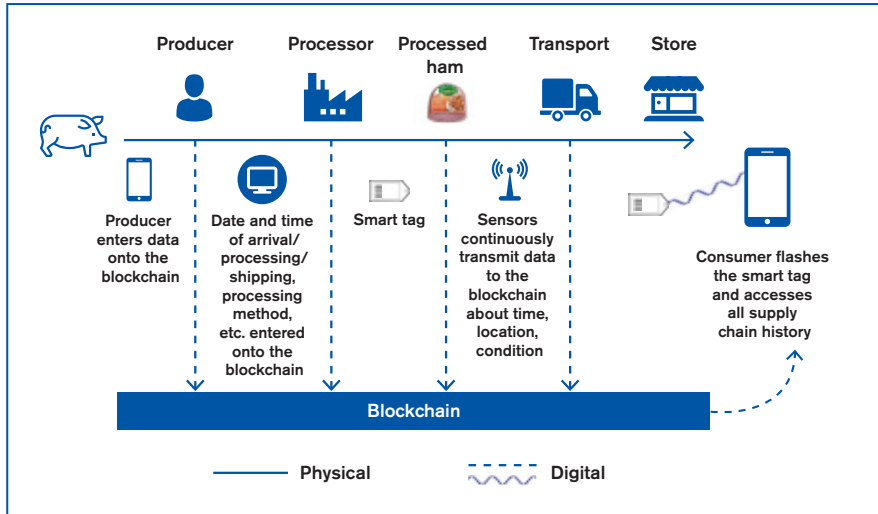 Producer
Processor
Processed
ham
Transport
Store
Producer
enters data
onto the
blockchain
Date and time
of arrival/
processing/
shipping,
processing
method,
etc. entered
onto the
blockchain
Smart tag
Sensors
continuously
transmit data
to the
blockchain
about time,
location,
condition
Consumer flashes
the smart tag
and accesses
all supply
chain history
Blockchain
Physical
Digital